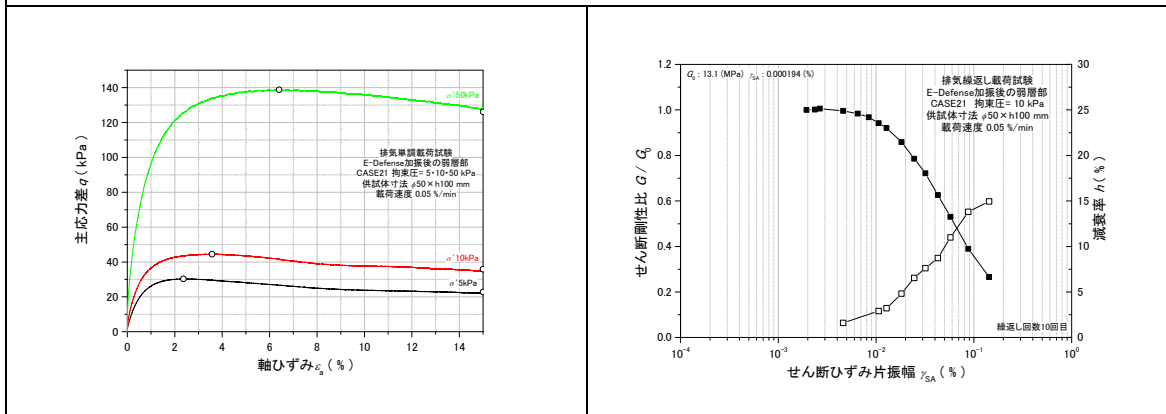 主応力差 q ( kPa )
140
120
100
80
60
40
20
0
σ'50kPa
排気単調載荷試験
E-Defense加振後の弱層部
CASE21 拘束圧= 5・10・50 kPa
供試体寸法 φ50×h100 mm
載荷速度 0.05 %/min
σ'10kPa
σ'5kPa
0 2 4 6 8 10 12 14
軸ひずみεa ( % )
せん断剛性比 G / G0
1.2
1.0
0.8
0.6
0.4
0.2
0.0
G0 : 13.1 (MPa) γSA : 0.000194 (%)
排気繰返し載荷試験
E-Defense加振後の弱層部
CASE21 拘束圧= 10 kPa
供試体寸法 φ50×h100 mm
載荷速度 0.05 %/min
繰返し回数10回目
30
25
20
15
10
5
0
減衰率 h ( % )
10^-4 10^-3 10^-2 10^-1 10^0
せん断ひずみ片振幅 γSA ( % )